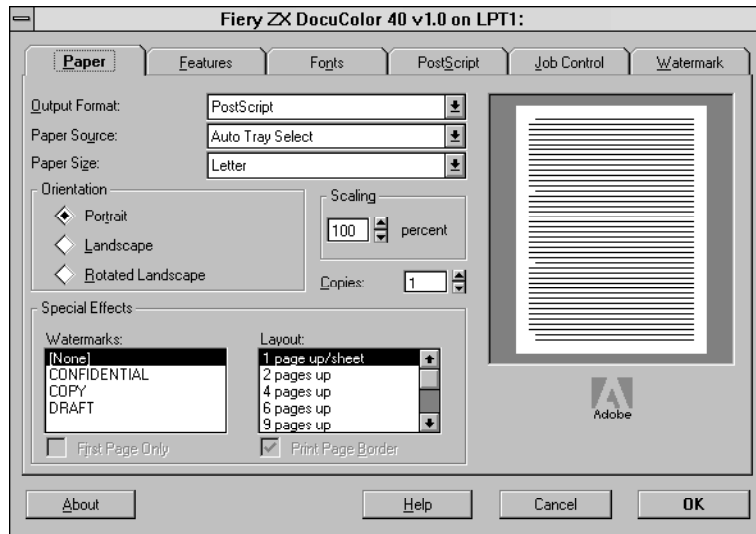 Fiery ZX DocuColor 40 v1.0 on LPT1:
Paper Features Fonts PostScript Job Control Watermark
Output Format: PostScript
Paper Source: Auto Tray Select
Paper Size: Letter
Orientation
Portrait
Landscape
Rotated Landscape
Scaling
100 percent
Copies: 1
Special Effects
Watermarks:
[None]
CONFIDENTIAL
COPY
DRAFT
First Page Only
Layout:
1 page up/sheet
2 pages up
4 pages up
6 pages up
9 pages up
Print Page Border
Adobe
About Help Cancel OK